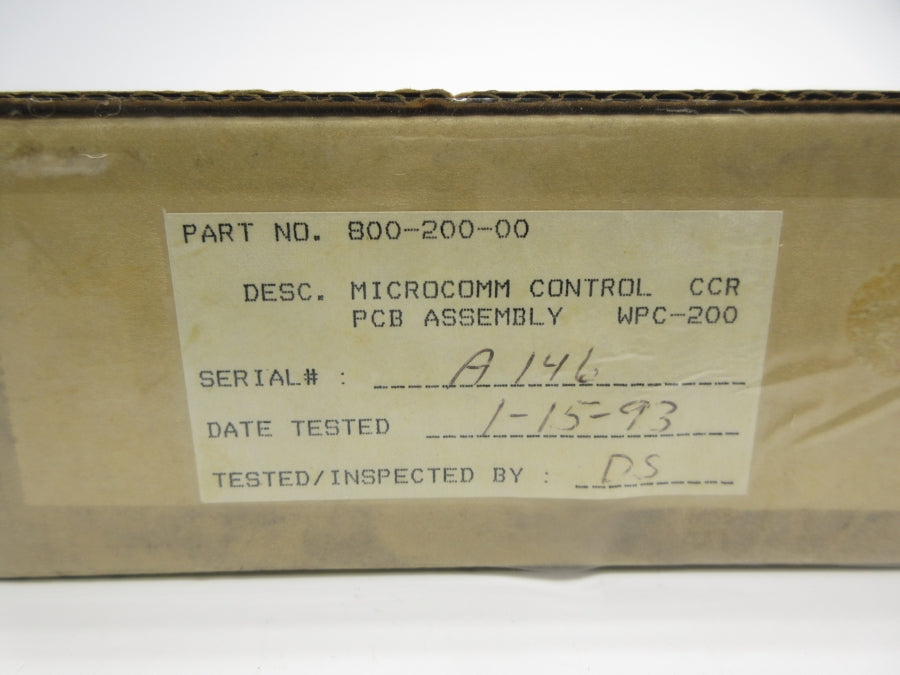 PART NO. 800-200-00
DESC. MICROCOMM CONTROL CCR
PCB ASSEMBLY WPC-200
SERIAL# : A 146
DATE TESTED 1-15-93
TESTED/INSPECTED BY : DS